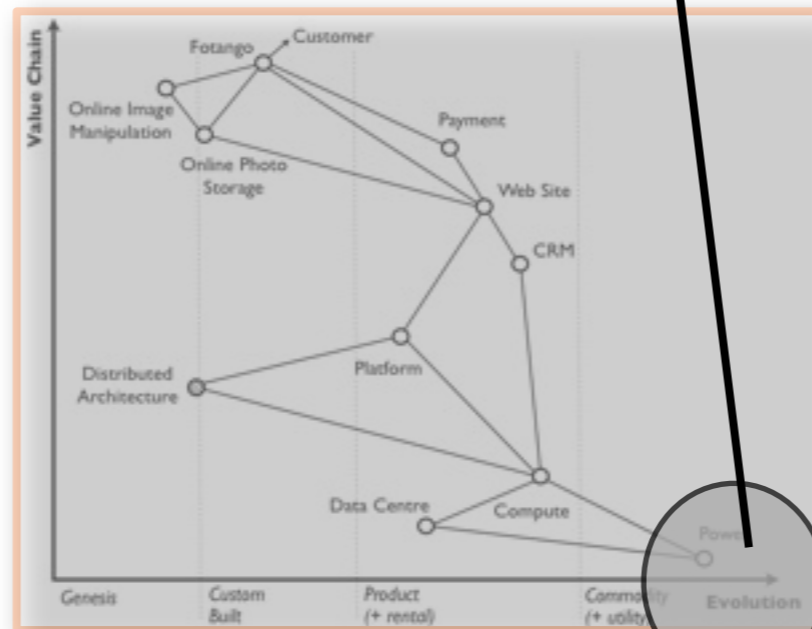 Value Chain
Customer
Fotango
Online Image
Manipulation
Payment
Online Photo
Storage
Web Site
CRM
Distributed
Architecture
Platform
Data Centre
Compute
Power
Genesis
Custom
Built
Product
(+ rental)
Commodity
(+ utility)
Evolution